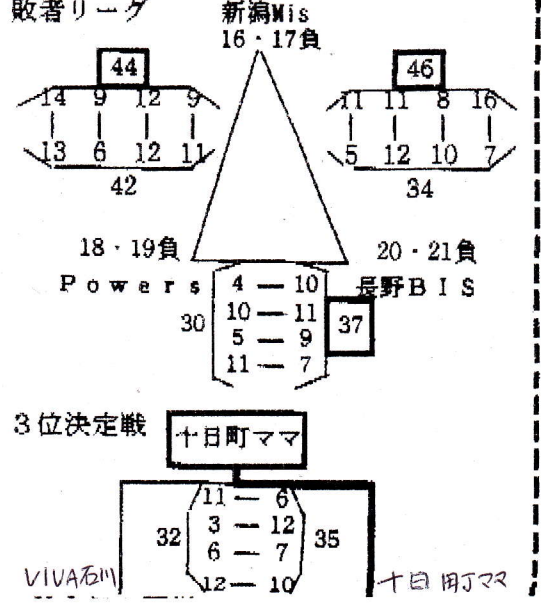 敗者リーグ
新潟Mis
16・17負
44
46
14 9 12 9
11 11 8 16
13 6 12 11
5 12 10 7
42
34
18・19負
20・21負
Powers
長野BIS
4 — 10
10 — 11
5 — 9
11 — 7
30
37
3位決定戦
十日町ママ
11 — 6
3 — 12
6 — 7
12 — 10
32
35
VIVA石川
十日町ママ